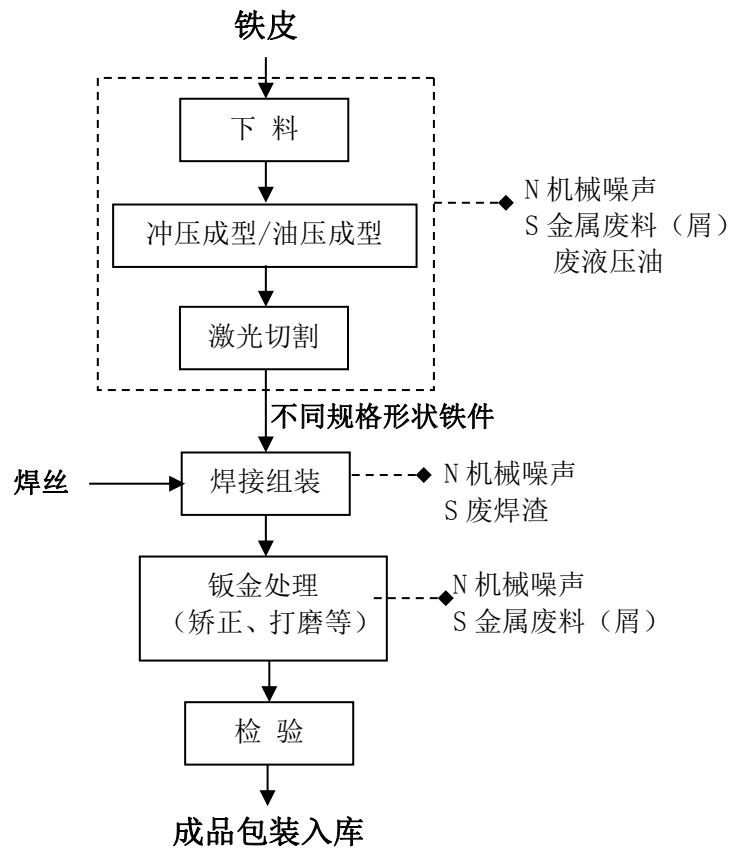 铁皮
下 料
冲压成型/油压成型
N 机械噪声
S 金属废料（屑）
废液压油
激光切割
不同规格形状铁件
焊丝
焊接组装
N 机械噪声
S 废焊渣
钣金处理
（矫正、打磨等）
N 机械噪声
S 金属废料（屑）
检 验
成品包装入库